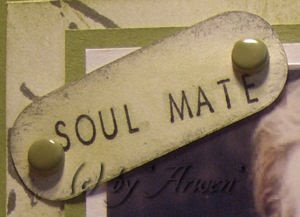 SOUL MATE
(c) by "Arwen"